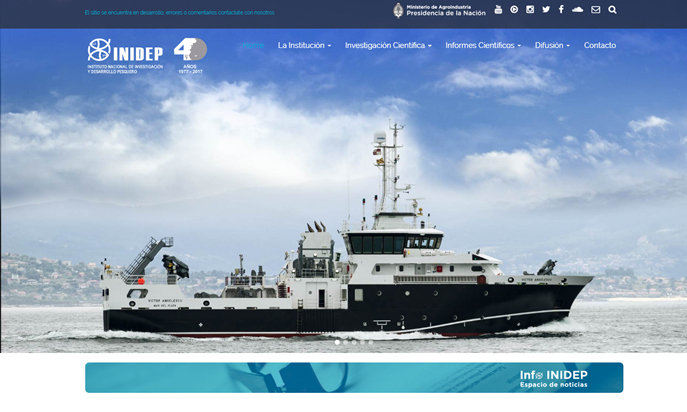 El sitio se encuentra en desarrollo, errores o comentarios contactate con nosotros
Ministerio de Agroindustria
Presidencia de la Nación
INIDEP
INSTITUTO NACIONAL DE INVESTIGACIÓN
Y DESARROLLO PESQUERO
40
AÑOS
1977 - 2017
La Institución
Investigación Científica
Informes Científicos
Difusión
Contacto
VICTOR ANGELESCU
MAR DEL PLATA
VICTOR ANGELESCU
Info INIDEP
Espacio de noticias